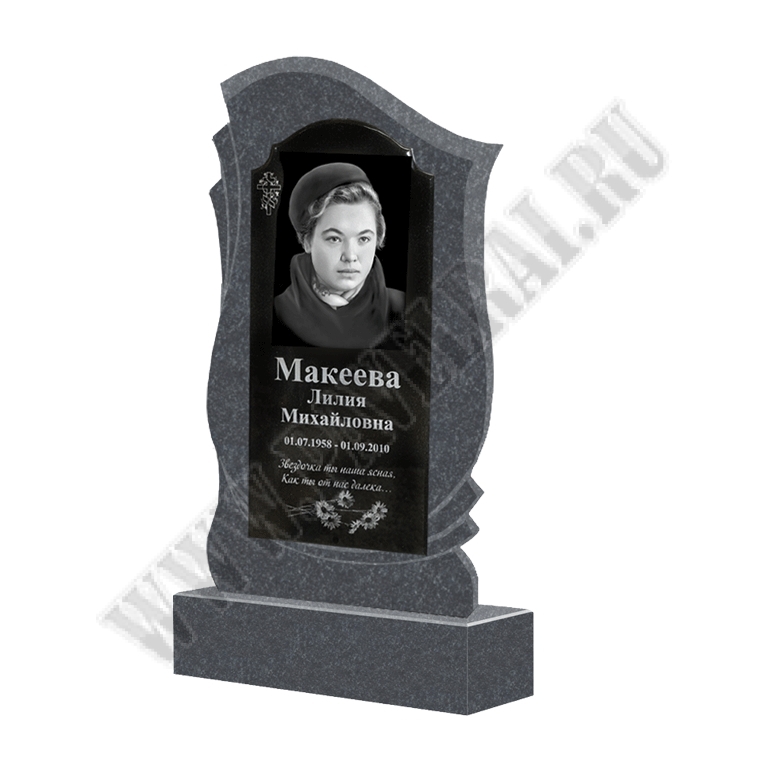 Макеева
Лилия
Михайловна
01.07.1958 - 01.09.2010
Звездочка ты наша ясная,
Как ты от нас далека...